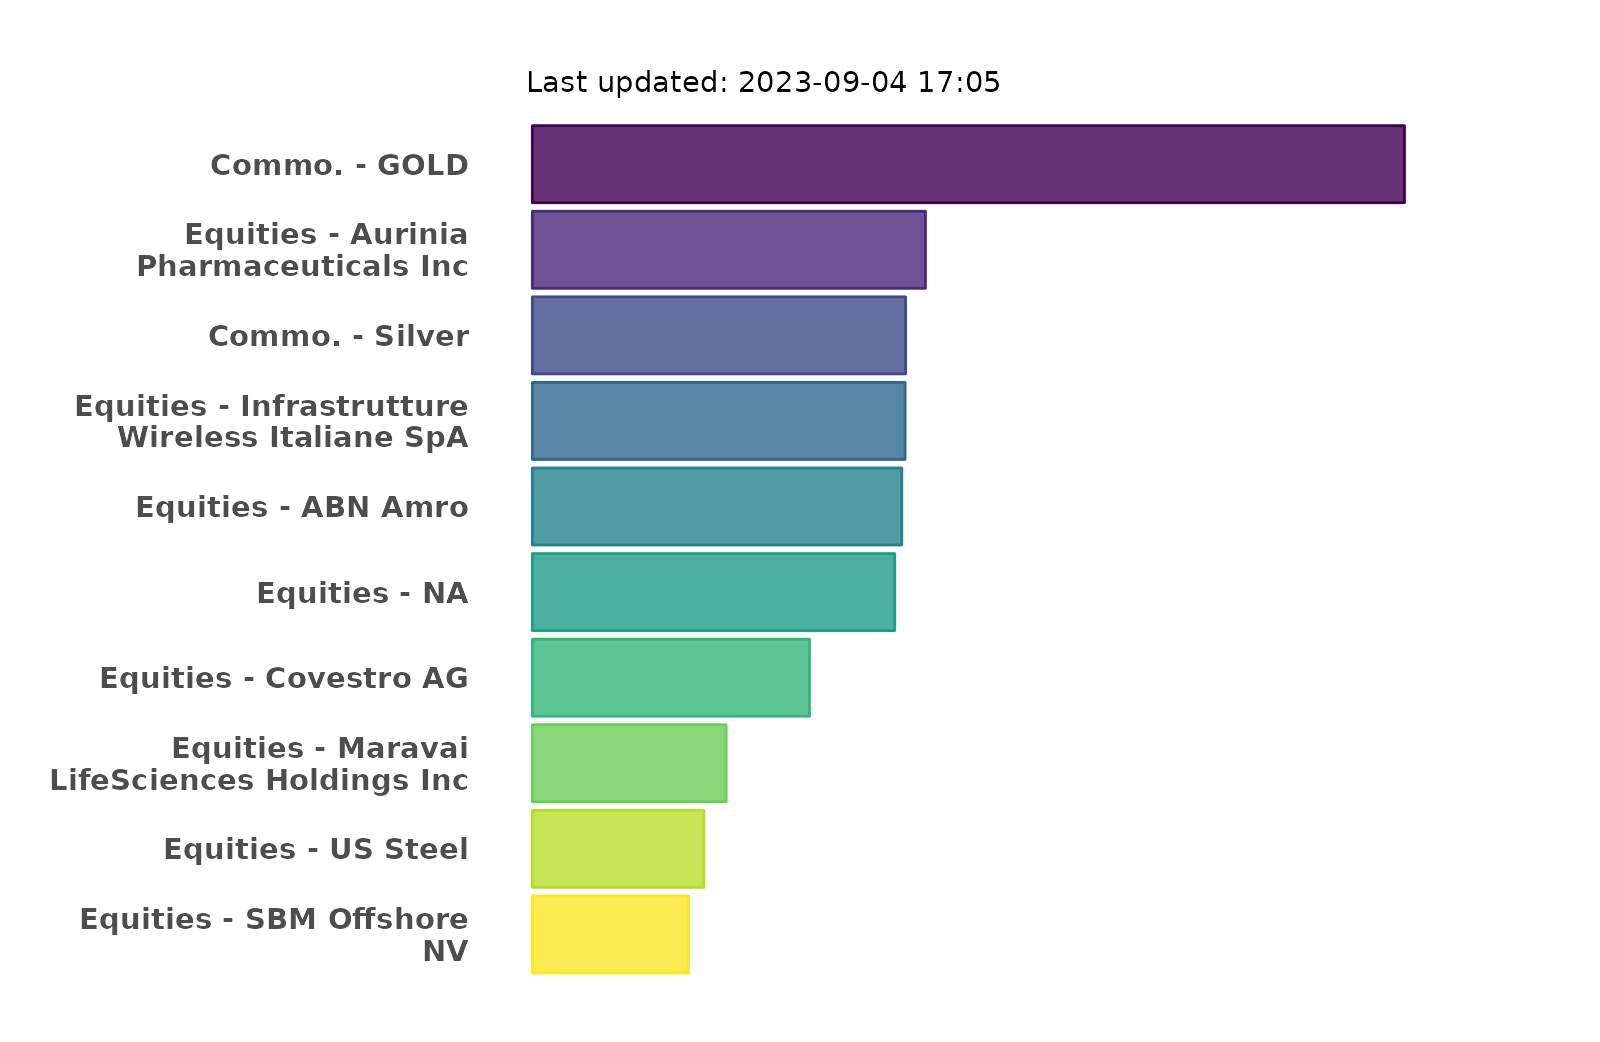 Last updated: 2023-09-04 17:05
Commo. - GOLD
Equities - Aurinia
Pharmaceuticals Inc
Commo. - Silver
Equities - Infrastrutture
Wireless Italiane SpA
Equities - ABN Amro
Equities - NA
Equities - Covestro AG
Equities - Maravai
LifeSciences Holdings Inc
Equities - US Steel
Equities - SBM Offshore
NV